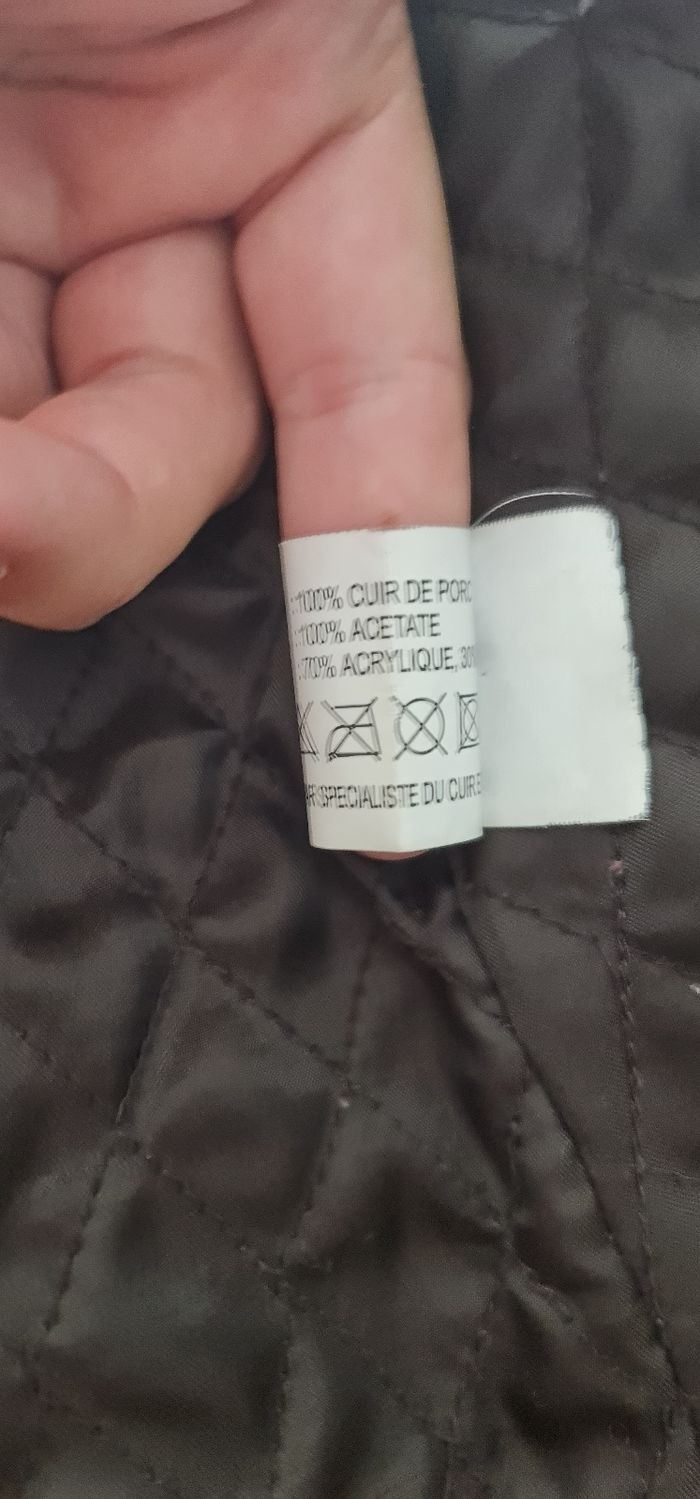 :100% CUIR DE PORC
:100% ACETATE
:70% ACRYLIQUE, 30%
SPECIALISTE DU CUIR